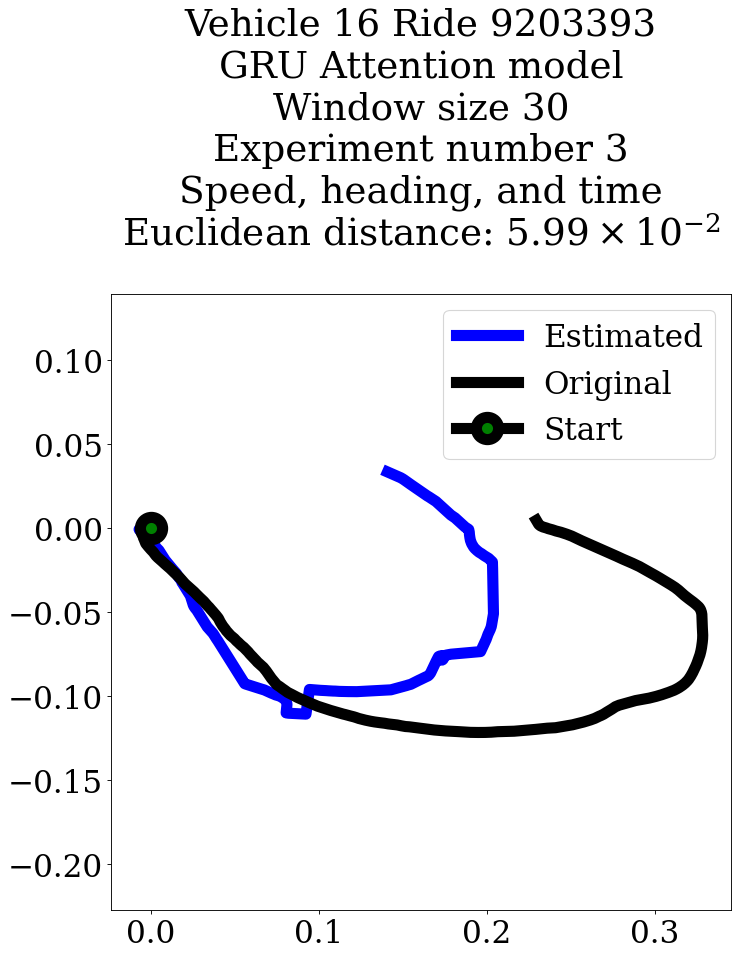 Vehicle 16 Ride 9203393
GRU Attention model
Window size 30
Experiment number 3
Speed, heading, and time
Euclidean distance: 5.99 × 10⁻²
Estimated
Original
Start
0.10
0.05
0.00
−0.05
−0.10
−0.15
−0.20
0.0 0.1 0.2 0.3